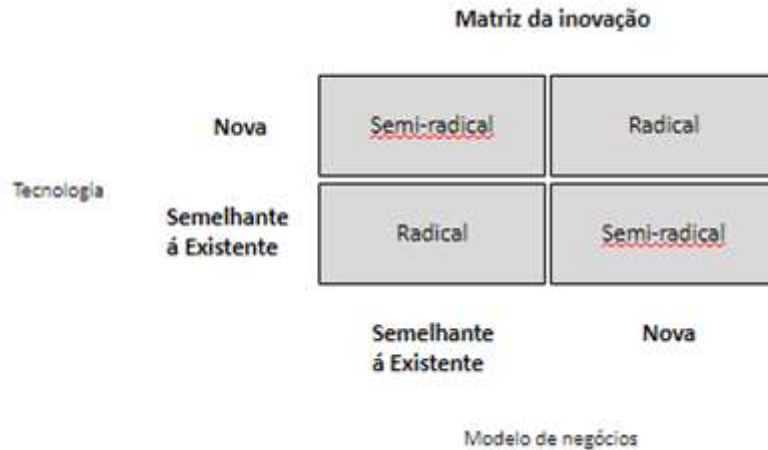 Matriz da inovação
Nova
Semi-radical
Radical
Tecnologia
Semelhante
á Existente
Radical
Semi-radical
Semelhante
á Existente
Nova
Modelo de negócios